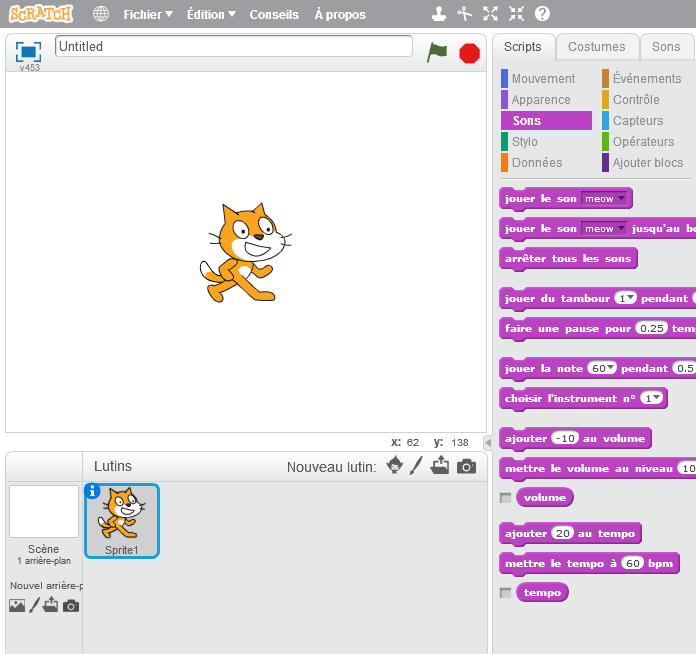 SCRATCH Fichier Édition Conseils À propos
Untitled
v453
x: 62 y: 138
Lutins
Nouveau lutin:
Sprite1
Scène
1 arrière-plan
Nouvel arrière-p
Scripts Costumes Sons
Mouvement Événements
Apparence Contrôle
Sons Capteurs
Stylo Opérateurs
Données Ajouter blocs
jouer le son meow
jouer le son meow jusqu'au bo
arrêter tous les sons
jouer du tambour 1 pendant
faire une pause pour 0.25 tem
jouer la note 60 pendant 0.5
choisir l'instrument n° 1
ajouter -10 au volume
mettre le volume au niveau 10
volume
ajouter 20 au tempo
mettre le tempo à 60 bpm
tempo